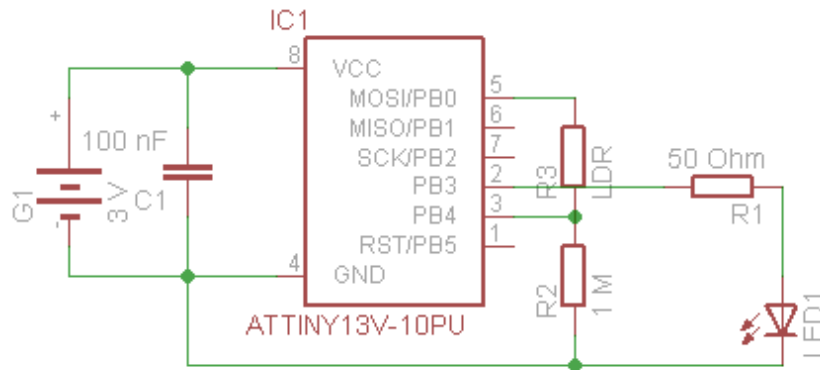 IC1
8
VCC
MOSI/PB0
5
MISO/PB1
6
SCK/PB2
7
PB3
2
PB4
3
RST/PB5
1
4
GND
ATTINY13V-10PU
+
-
G1
3 V
100 nF
C1
R3
LDR
R2
1 M
50 Ohm
R1
LED1